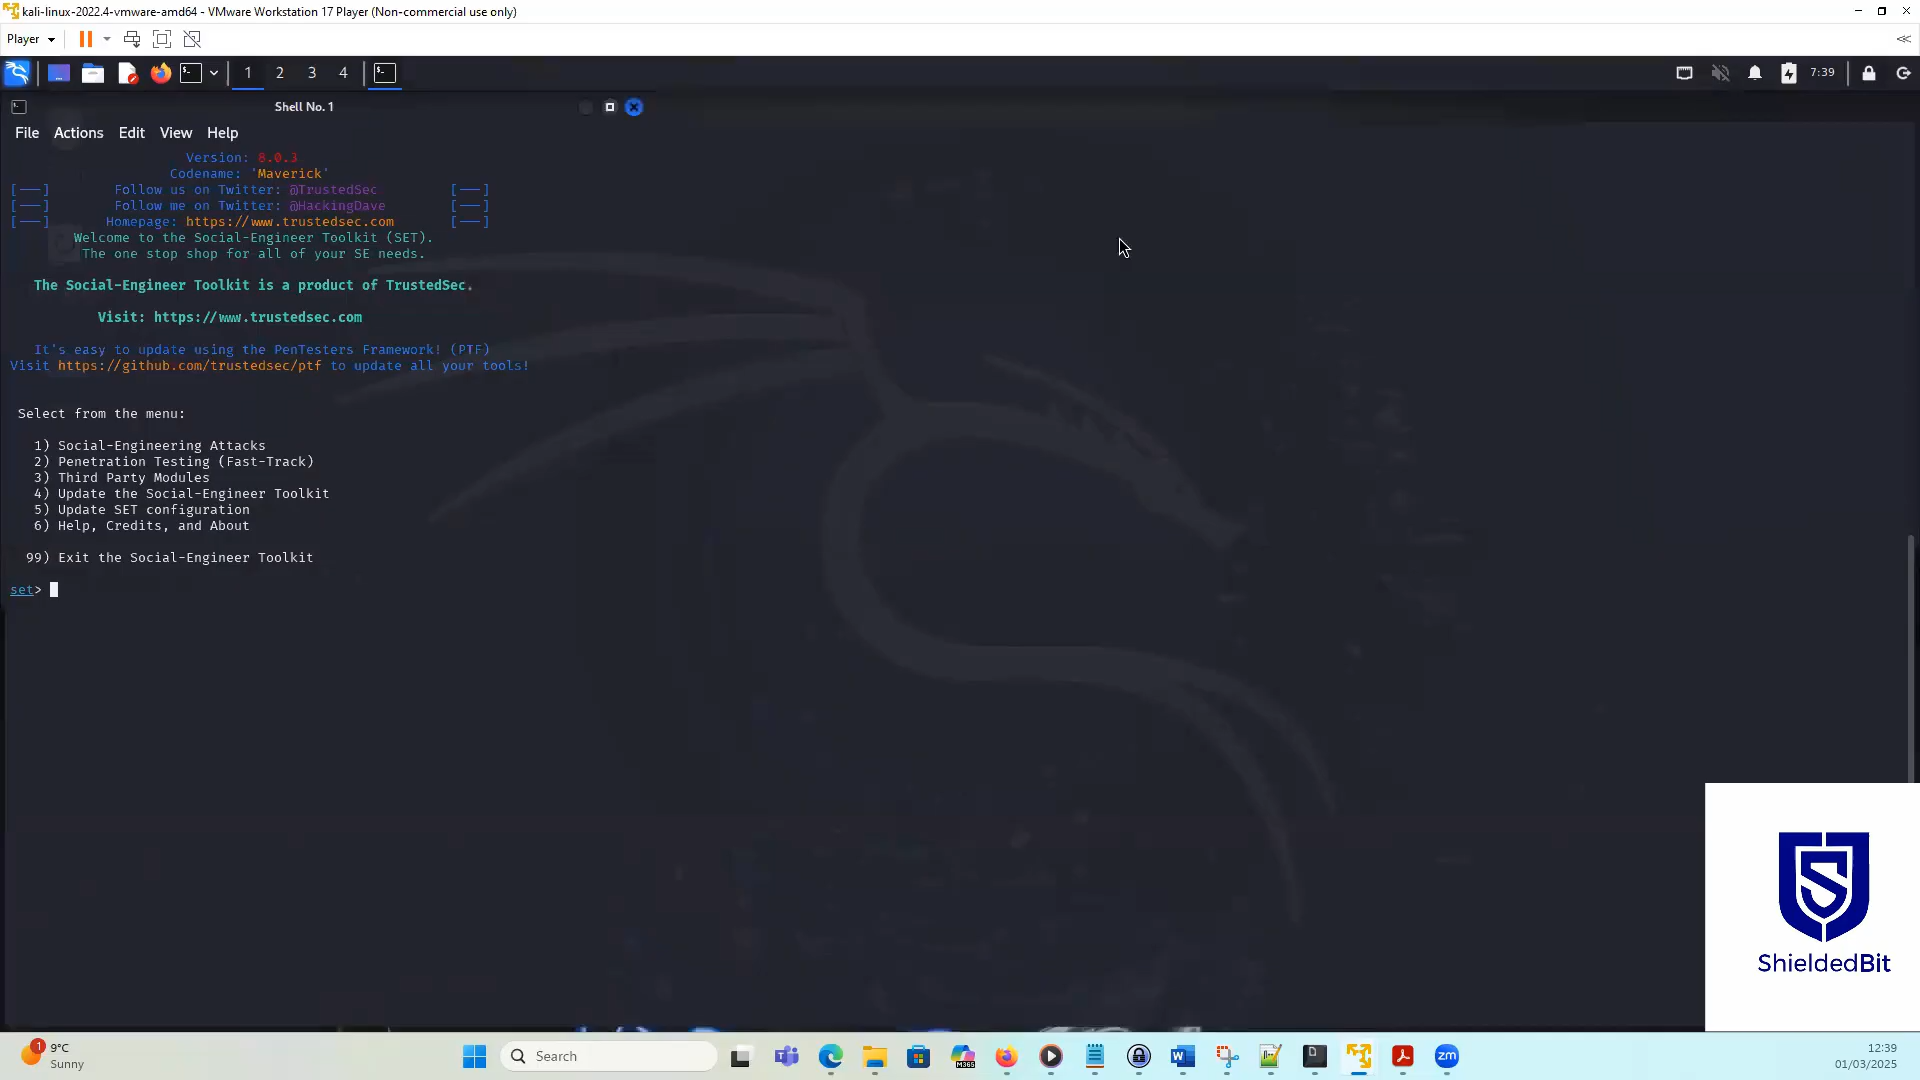 kali-linux-2022.4-vmware-amd64 - VMware Workstation 17 Player (Non-commercial use only)
Player
1 2 3 4
7:39
Shell No. 1
File Actions Edit View Help
Version: 8.0.3
Codename: 'Maverick'
[---] Follow us on Twitter: @TrustedSec [---]
[---] Follow me on Twitter: @HackingDave [---]
[---] Homepage: https://www.trustedsec.com [---]
Welcome to the Social-Engineer Toolkit (SET).
The one stop shop for all of your SE needs.
The Social-Engineer Toolkit is a product of TrustedSec.
Visit: https://www.trustedsec.com
It's easy to update using the PenTesters Framework! (PTF)
Visit https://github.com/trustedsec/ptf to update all your tools!
Select from the menu:
1) Social-Engineering Attacks
2) Penetration Testing (Fast-Track)
3) Third Party Modules
4) Update the Social-Engineer Toolkit
5) Update SET configuration
6) Help, Credits, and About
99) Exit the Social-Engineer Toolkit
set>
ShieldedBit
1
9°C
Sunny
Search
M365
zm
12:39
01/03/2025